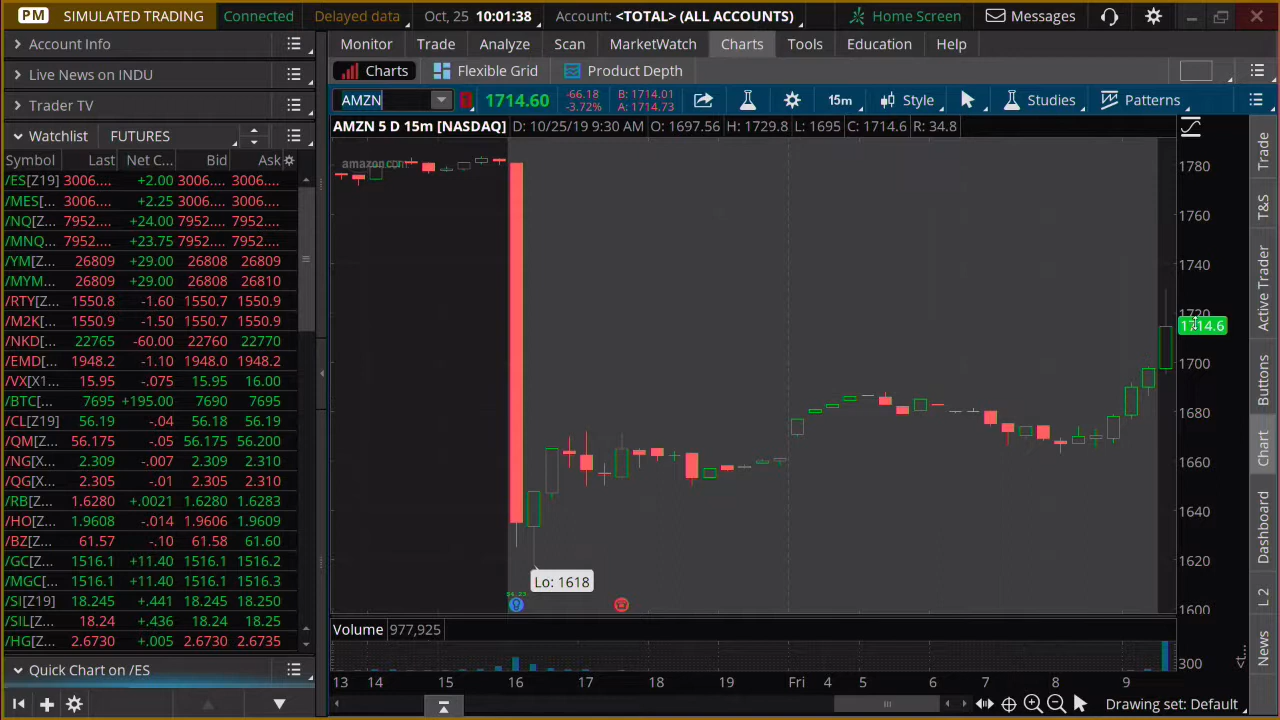 PM SIMULATED TRADING Connected Delayed data Oct, 25 10:01:38 Account: <TOTAL> (ALL ACCOUNTS) Home Screen Messages
Account Info
Live News on INDU
Trader TV
Watchlist FUTURES
Symbol Last Net C... Bid Ask
/ES[Z19] 3006.... +2.00 3006.... 3006....
/MES[... 3006.... +2.25 3006.... 3006....
/NQ[Z... 7952.... +24.00 7952.... 7952....
/MNQ... 7952.... +23.75 7952.... 7952....
/YM[Z... 26809 +29.00 26808 26809
/MYM... 26809 +29.00 26808 26810
/RTY[Z... 1550.8 -1.60 1550.8 1550.9
/M2K[... 1550.9 -1.50 1550.7 1550.9
/NKD[... 22765 -60.00 22760 22770
/EMD[... 1948.2 -1.10 1948.0 1948.2
/VX[X1... 15.95 -.075 15.95 16.00
/BTC[... 7695 +195.00 7690 7695
/CL[Z19] 56.19 -.04 56.18 56.19
/QM[Z... 56.175 -.05 56.175 56.200
/NG[X... 2.309 -.007 2.309 2.310
/QG[X... 2.305 -.01 2.305 2.310
/RB[Z... 1.6280 +.0021 1.6280 1.6283
/HO[Z... 1.9608 -.014 1.9606 1.9609
/BZ[Z... 61.57 -.10 61.58 61.60
/GC[Z... 1516.1 +11.40 1516.1 1516.2
/MGC[... 1516.1 +11.40 1516.1 1516.3
/SI[Z19] 18.245 +.441 18.245 18.250
/SIL[Z... 18.24 +.436 18.24 18.25
/HG[Z... 2.6730 +.005 2.6730 2.6735
Quick Chart on /ES
Monitor Trade Analyze Scan MarketWatch Charts Tools Education Help
Charts Flexible Grid Product Depth
AMZN 1714.60 -66.18 -3.72% B: 1714.01 A: 1714.73 15m Style Studies Patterns
AMZN 5 D 15m [NASDAQ] D: 10/25/19 9:30 AM O: 1697.56 H: 1729.8 L: 1695 C: 1714.6 R: 34.8
amazon.com
1780
1760
1740
1720
1714.6
1700
1680
1660
1640
1620
1600
Lo: 1618
Volume 977,925
300
13 14 15 16 17 18 19 Fri 4 5 6 7 8 9
Drawing set: Default
Trade
T&S
Active Trader
Buttons
Chart
Dashboard
L 2
News